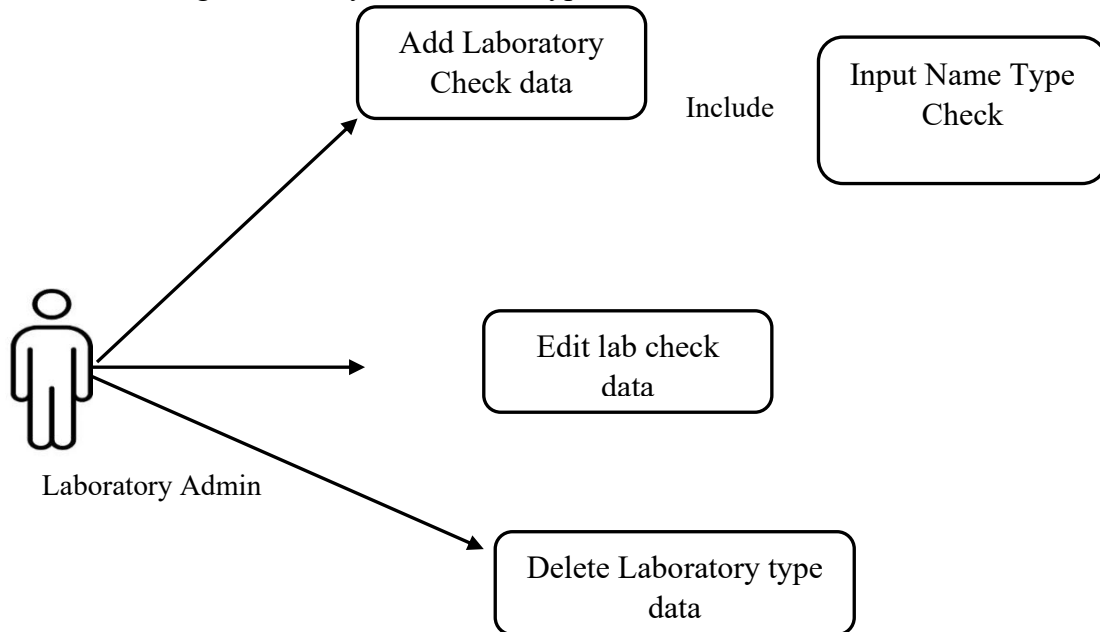 Add Laboratory
Check data
Include
Input Name Type
Check
Edit lab check
data
Laboratory Admin
Delete Laboratory type
data